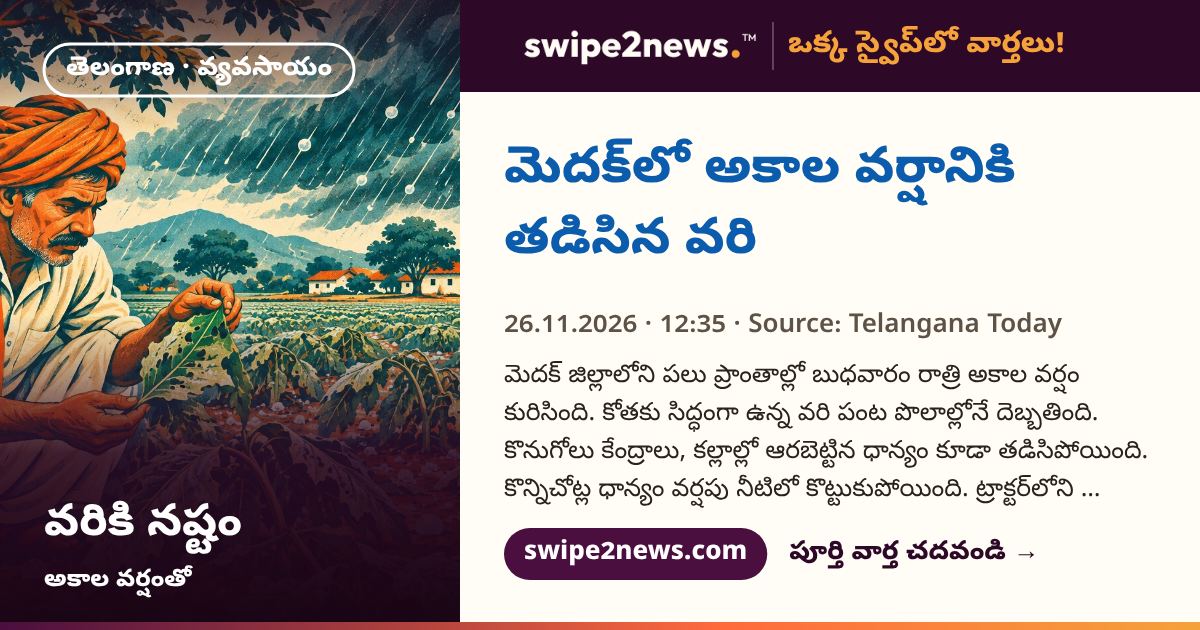 తెలంగాణ · వ్యవసాయం
swipe2news.™
ఒక్క స్వైప్‌లో వార్తలు!
మెదక్‌లో అకాల వర్షానికి
తడిసిన వరి
26.11.2026 · 12:35 · Source: Telangana Today
మెదక్ జిల్లాలోని పలు ప్రాంతాల్లో బుధవారం రాత్రి అకాల వర్షం
కురిసింది. కోతకు సిద్ధంగా ఉన్న వరి పంట పొలాల్లోనే దెబ్బతింది.
కొనుగోలు కేంద్రాలు, కల్లాల్లో ఆరబెట్టిన ధాన్యం కూడా తడిసిపోయింది.
కొన్నిచోట్ల ధాన్యం వర్షపు నీటిలో కొట్టుకుపోయింది. ట్రాక్టర్‌లోని ...
వరికి నష్టం
అకాల వర్షంతో
swipe2news.com
పూర్తి వార్త చదవండి →